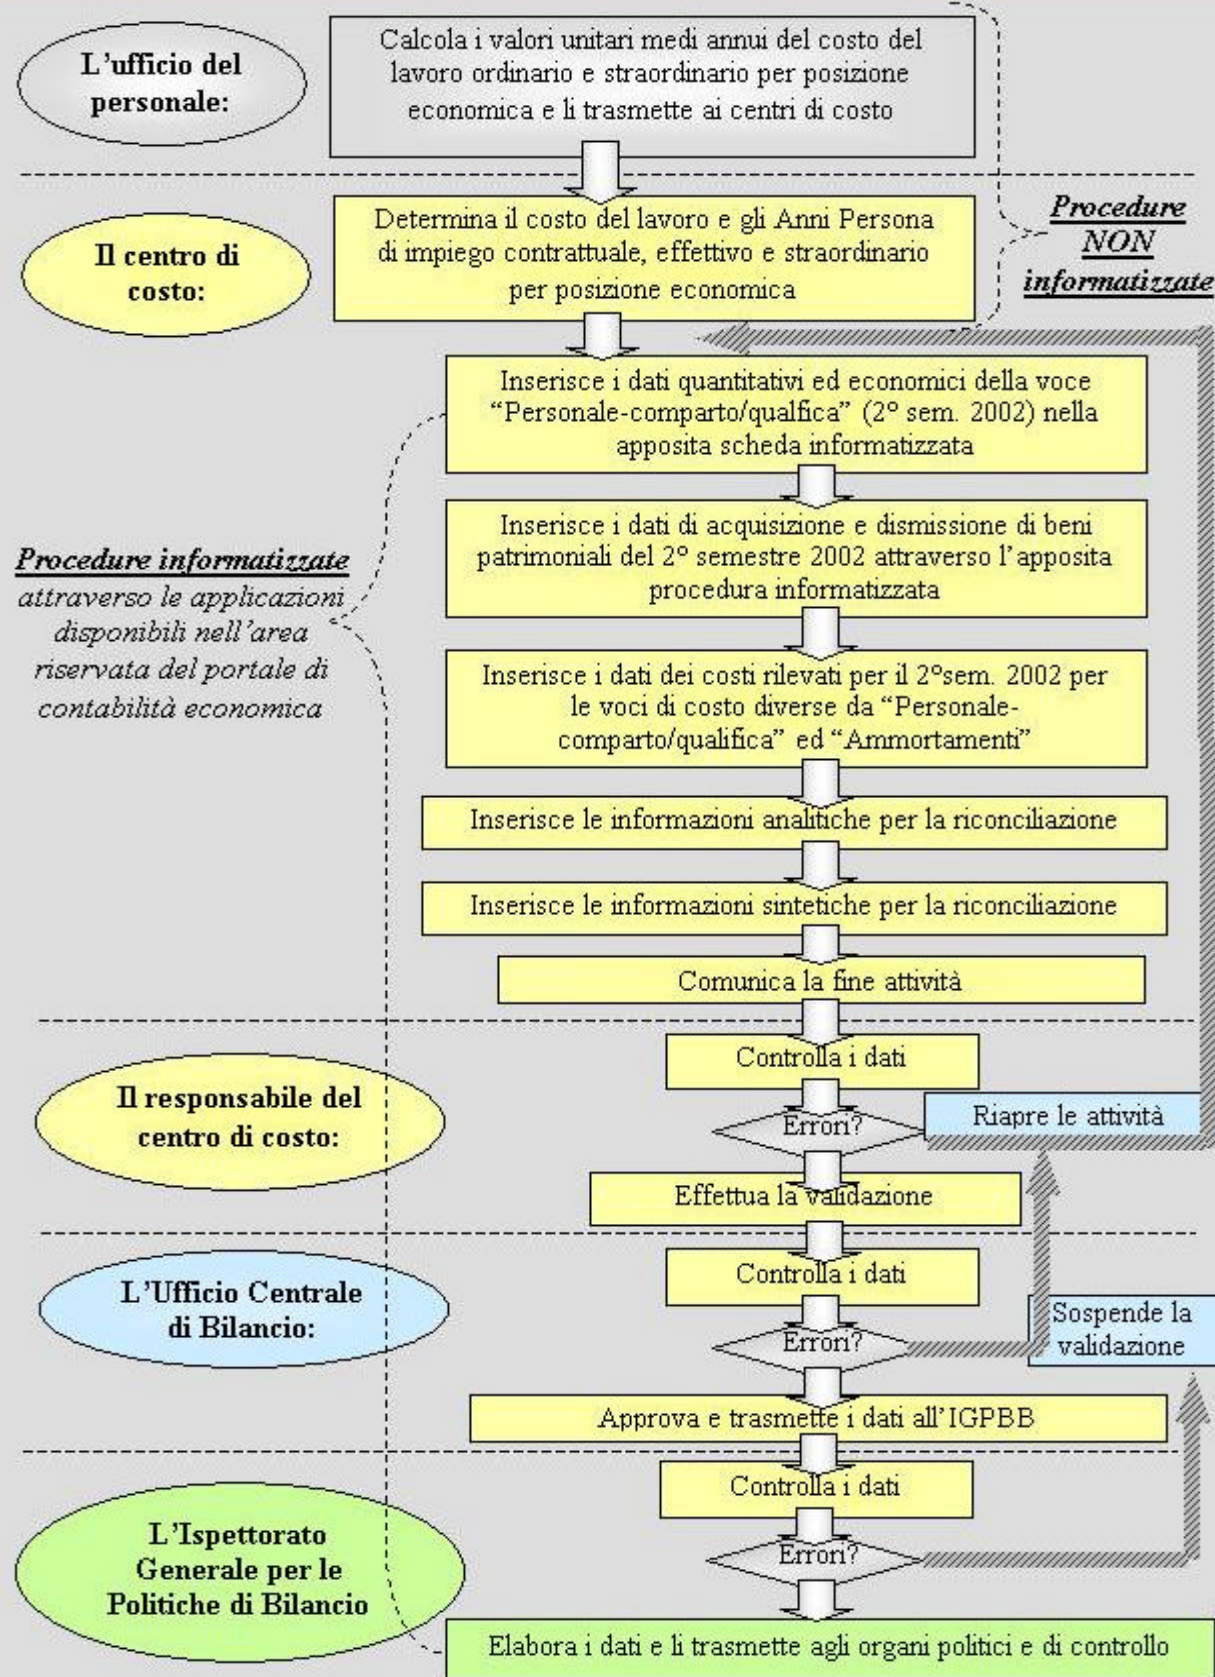 L'ufficio del
personale:
Calcola i valori unitari medi annui del costo del
lavoro ordinario e straordinario per posizione
economica e li trasmette ai centri di costo
Procedure
NON
informatizzate
Il centro di
costo:
Determina il costo del lavoro e gli Anni Persona
di impiego contrattuale, effettivo e straordinario
per posizione economica
Inserisce i dati quantitativi ed economici della voce
“Personale-comparto/qualfica” (2° sem. 2002) nella
apposita scheda informatizzata
Inserisce i dati di acquisizione e dismissione di beni
patrimoniali del 2° semestre 2002 attraverso l'apposita
procedura informatizzata
Procedure informatizzate
attraverso le applicazioni
disponibili nell'area
riservata del portale di
contabilità economica
Inserisce i dati dei costi rilevati per il 2°sem. 2002 per
le voci di costo diverse da “Personale-
comparto/qualifica” ed “Ammortamenti”
Inserisce le informazioni analitiche per la riconciliazione
Inserisce le informazioni sintetiche per la riconciliazione
Comunica la fine attività
Il responsabile del
centro di costo:
Controlla i dati
Errori?
Riapre le attività
Effettua la validazione
L'Ufficio Centrale
di Bilancio:
Controlla i dati
Errori?
Sospende la
validazione
Approva e trasmette i dati all'IGPBB
L'Ispettorato
Generale per le
Politiche di Bilancio
Controlla i dati
Errori?
Elabora i dati e li trasmette agli organi politici e di controllo